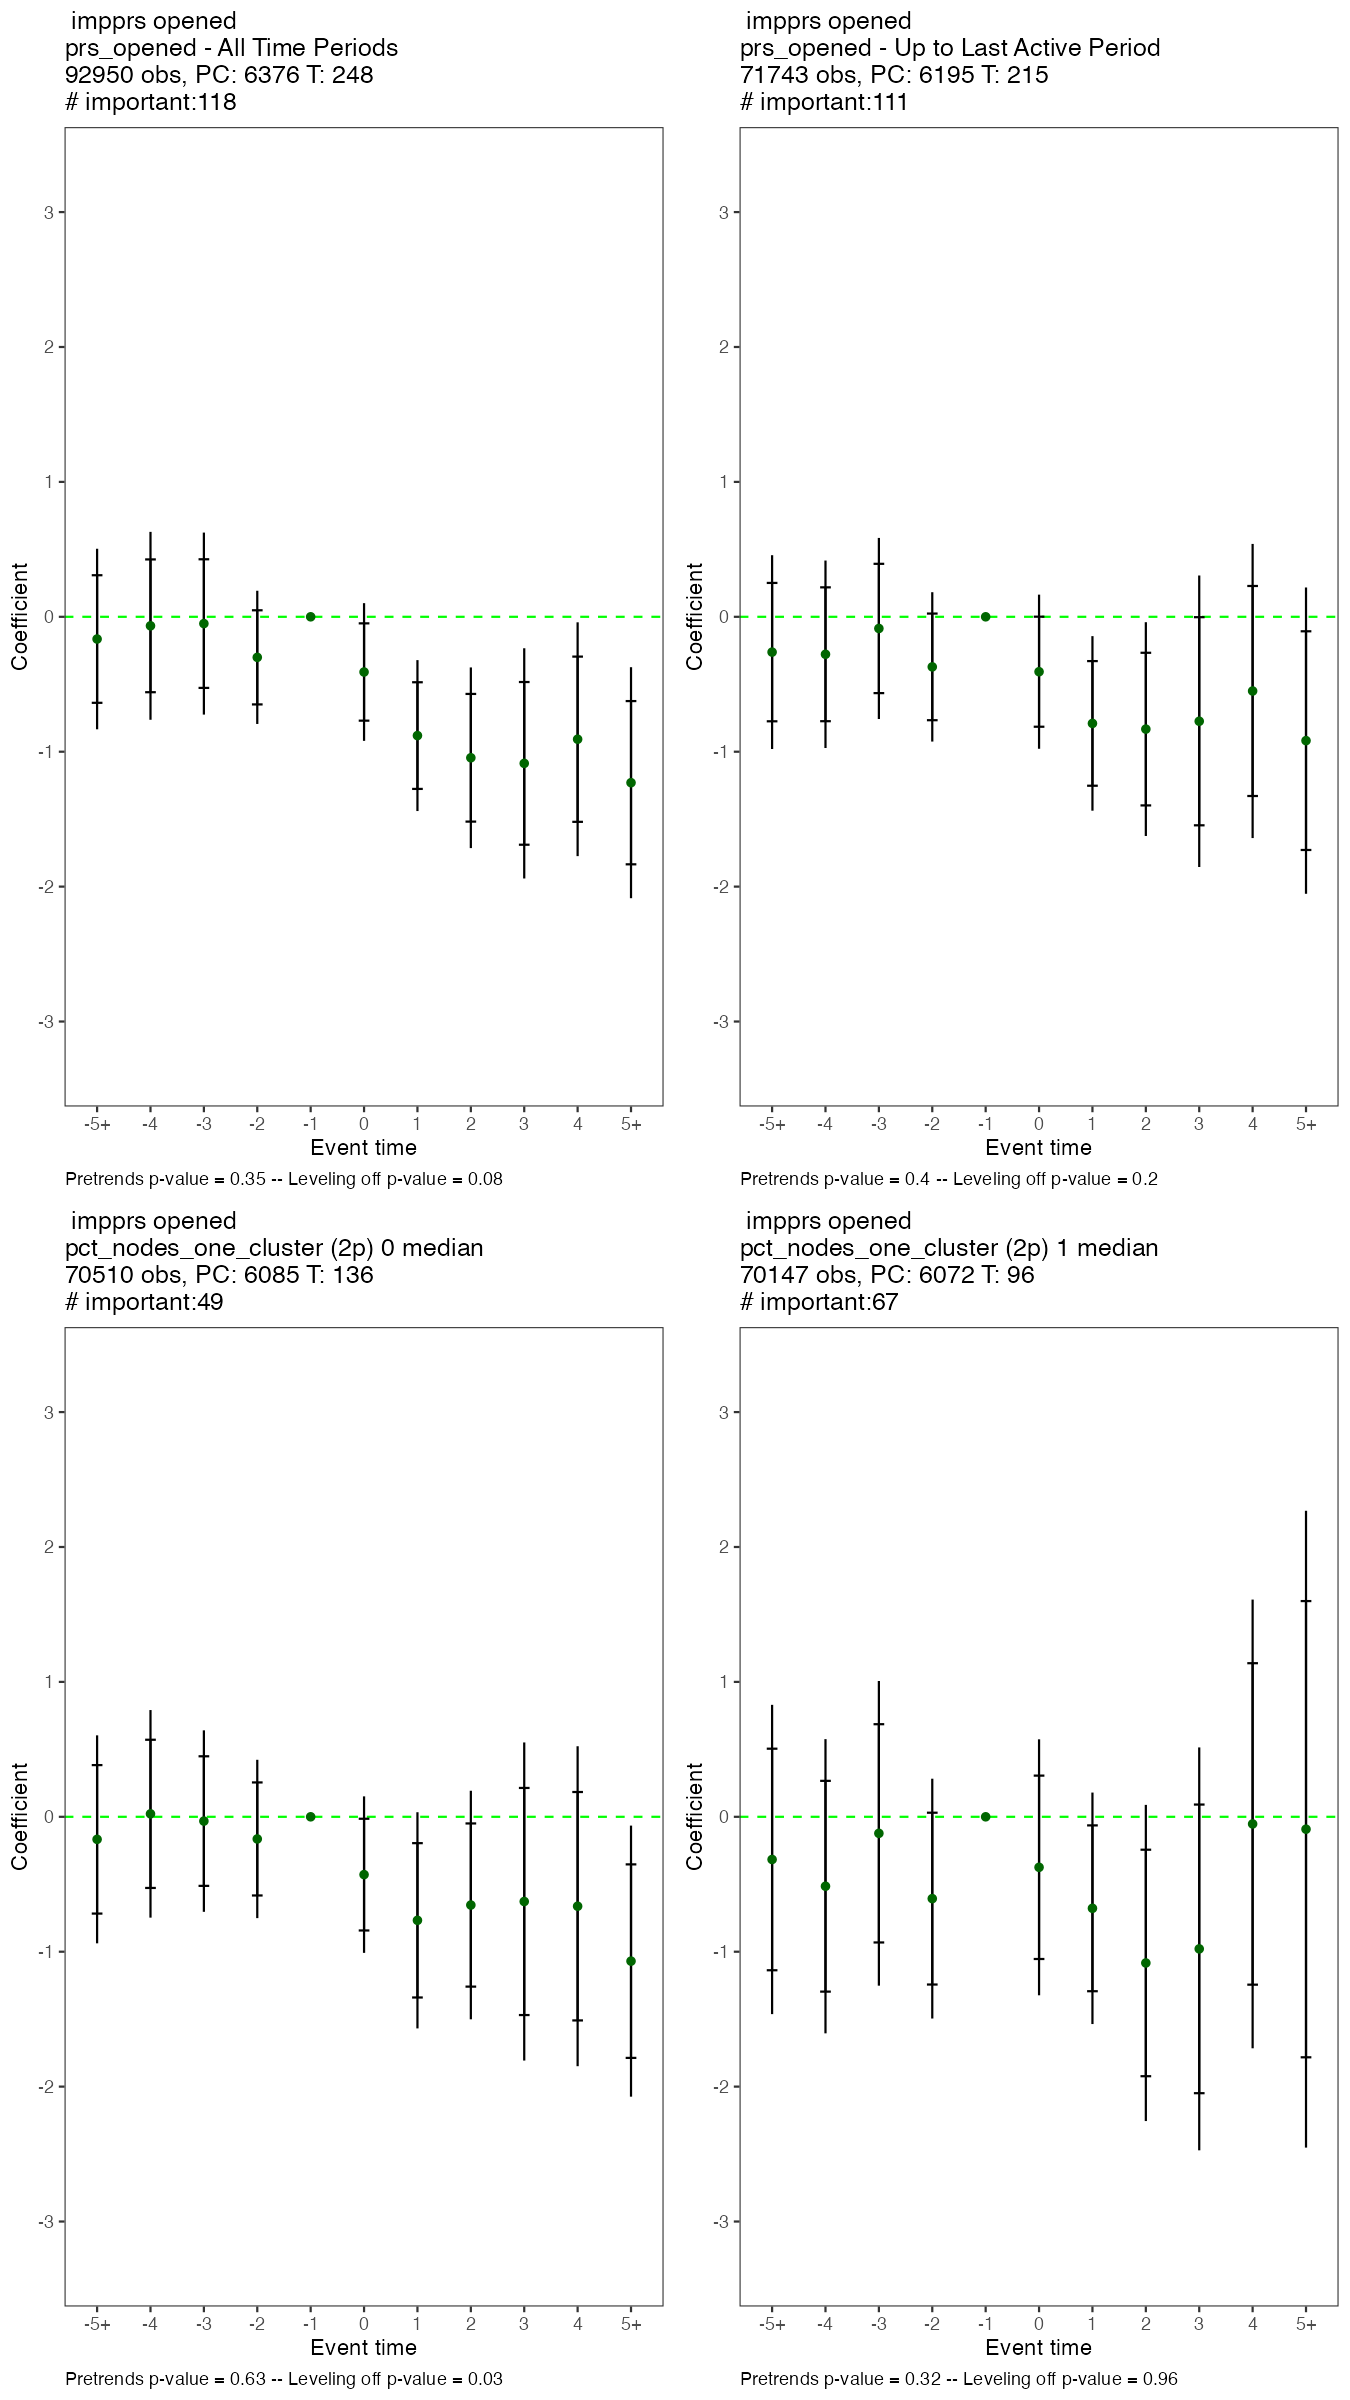 impprs opened
prs_opened - All Time Periods
92950 obs, PC: 6376 T: 248
# important:118
3
2
1
0
-1
-2
-3
Coefficient
-5+ -4 -3 -2 -1 0 1 2 3 4 5+
Event time
Pretrends p-value = 0.35 -- Leveling off p-value = 0.08
impprs opened
prs_opened - Up to Last Active Period
71743 obs, PC: 6195 T: 215
# important:111
3
2
1
0
-1
-2
-3
Coefficient
-5+ -4 -3 -2 -1 0 1 2 3 4 5+
Event time
Pretrends p-value = 0.4 -- Leveling off p-value = 0.2
impprs opened
pct_nodes_one_cluster (2p) 0 median
70510 obs, PC: 6085 T: 136
# important:49
3
2
1
0
-1
-2
-3
Coefficient
-5+ -4 -3 -2 -1 0 1 2 3 4 5+
Event time
Pretrends p-value = 0.63 -- Leveling off p-value = 0.03
impprs opened
pct_nodes_one_cluster (2p) 1 median
70147 obs, PC: 6072 T: 96
# important:67
3
2
1
0
-1
-2
-3
Coefficient
-5+ -4 -3 -2 -1 0 1 2 3 4 5+
Event time
Pretrends p-value = 0.32 -- Leveling off p-value = 0.96